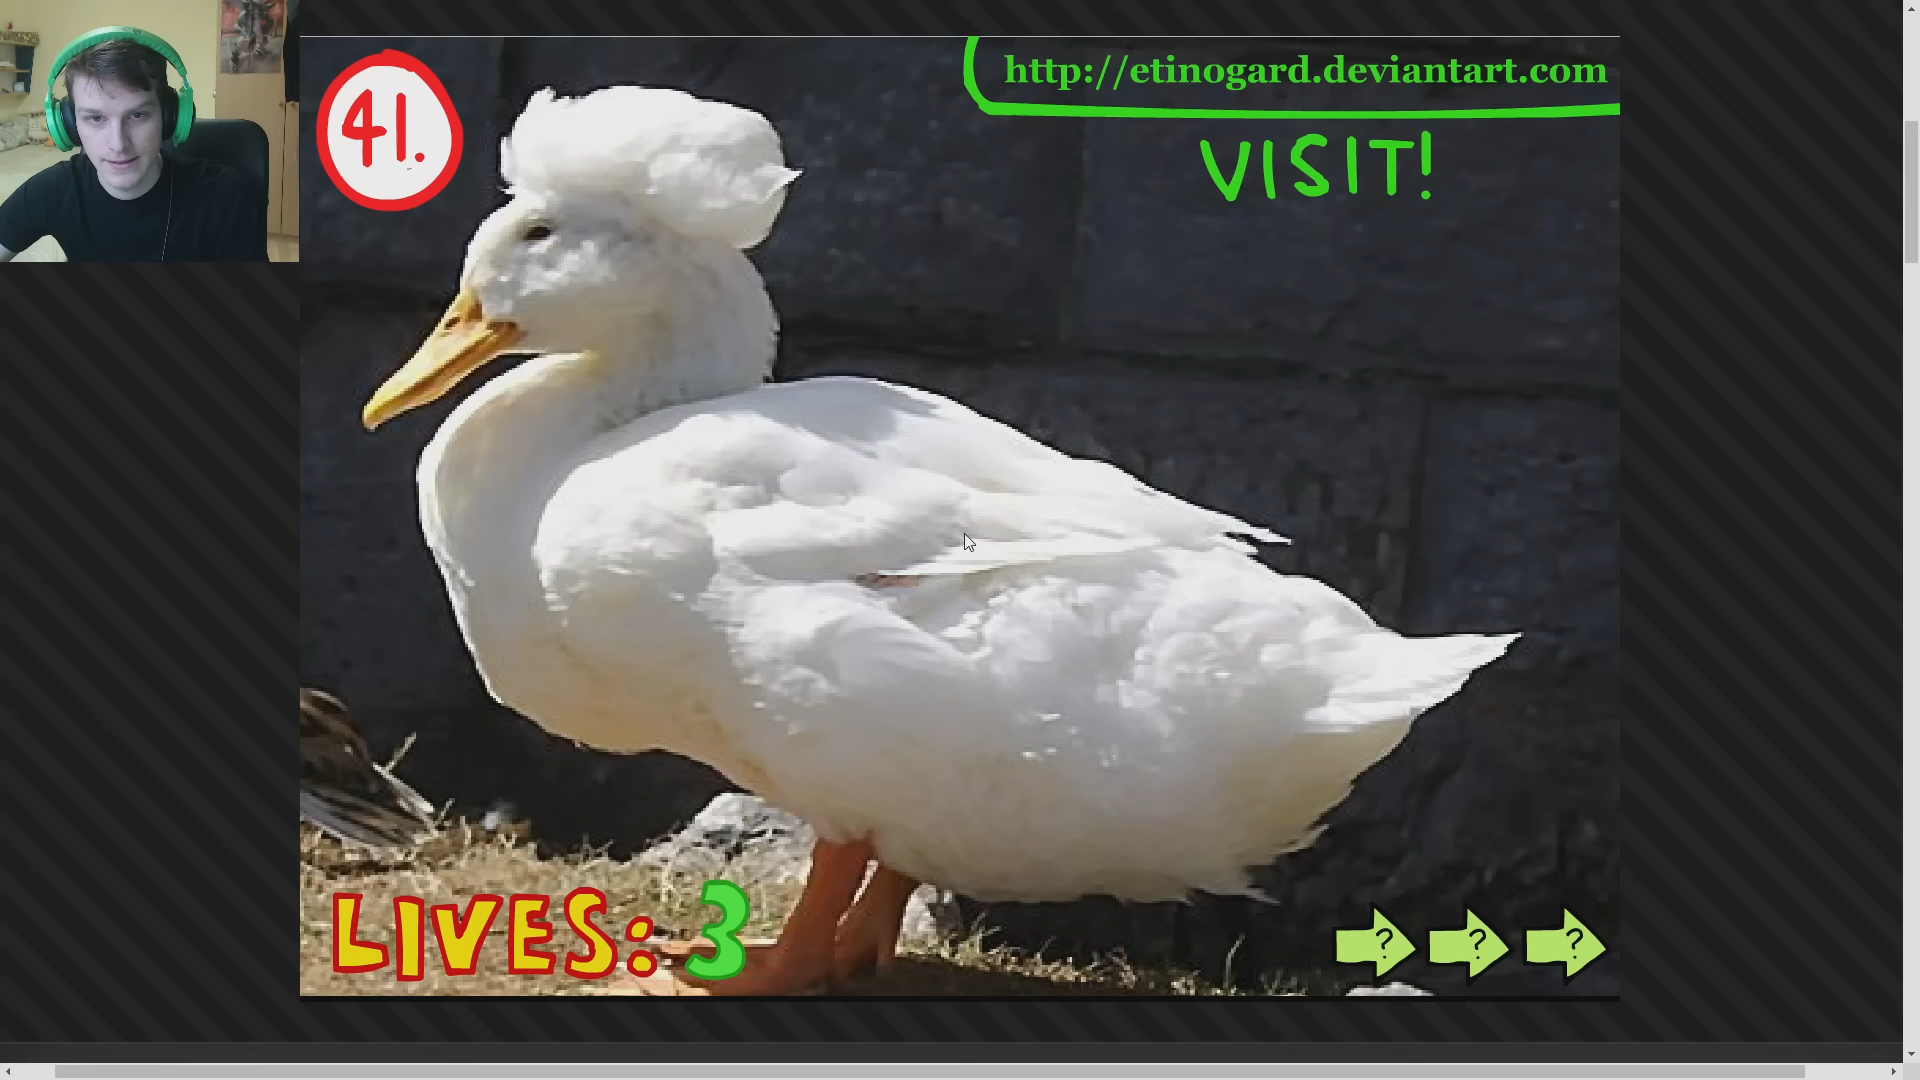 41.
http://etinogard.deviantart.com
VISIT!
LIVES: 3
? ? ?